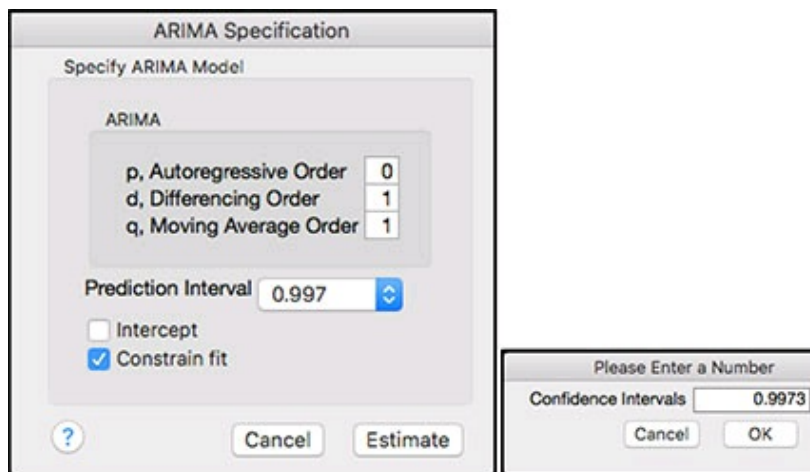 ARIMA Specification
Specify ARIMA Model
ARIMA
p, Autoregressive Order 0
d, Differencing Order 1
q, Moving Average Order 1
Prediction Interval 0.997
Intercept
Constrain fit
? Cancel Estimate
Please Enter a Number
Confidence Intervals 0.9973
Cancel OK